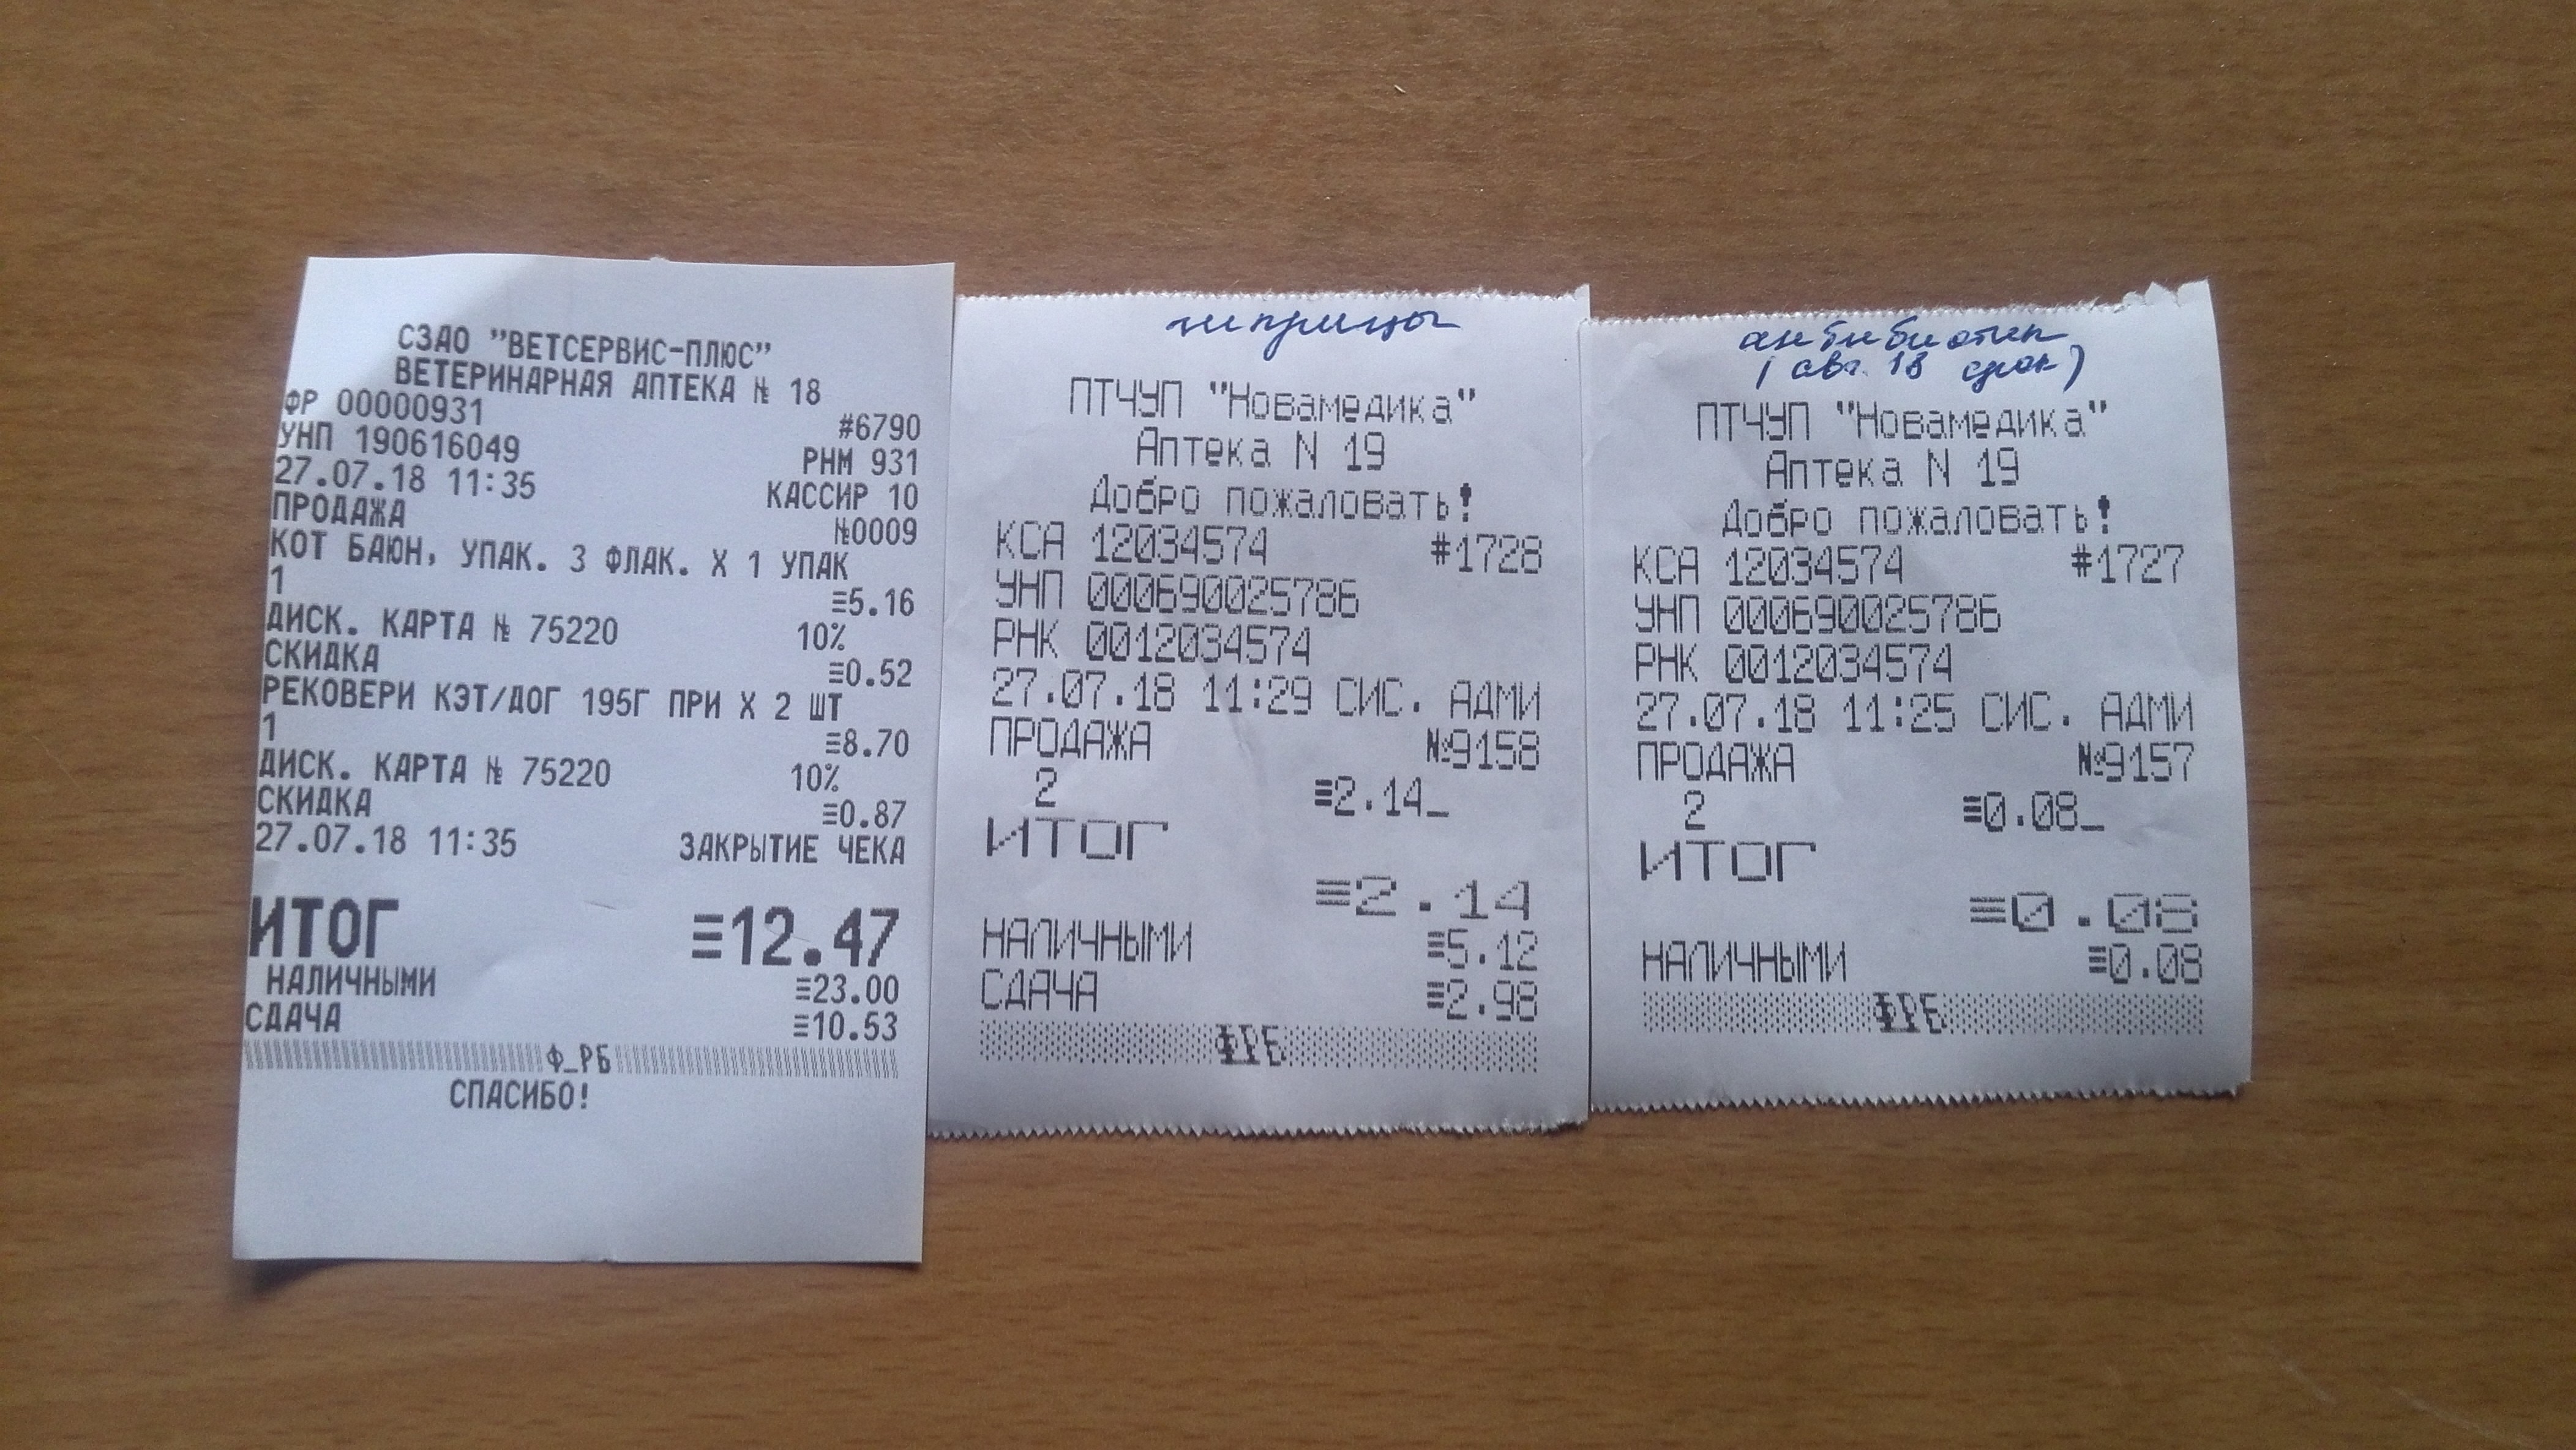 СЗАО "ВЕТСЕРВИС-ПЛЮС"
ВЕТЕРИНАРНАЯ АПТЕКА № 18
ФР 00000931 #6790
УНП 190616049 РНМ 931
27.07.18 11:35 КАССИР 10
ПРОДАЖА №0009
КОТ БАЮН, УПАК. 3 ФЛАК. X 1 УПАК
1 ≡5.16
ДИСК. КАРТА № 75220 10%
СКИДКА ≡0.52
РЕКОВЕРИ КЭТ/ДОГ 195Г ПРИ X 2 ШТ
1 ≡8.70
ДИСК. КАРТА № 75220 10%
СКИДКА ≡0.87
27.07.18 11:35 ЗАКРЫТИЕ ЧЕКА
ИТОГ ≡12.47
НАЛИЧНЫМИ ≡23.00
СДАЧА ≡10.53
Ф_РБ
СПАСИБО!
шприцы
ПТЧУП "Новамедика"
Аптека N 19
Добро пожаловать!
КСА 12034574 #1728
УНП 000690025786
РНК 0012034574
27.07.18 11:29 СИС. АДМИ
ПРОДАЖА №9158
2 ≡2.14_
ИТОГ
≡2.14
НАЛИЧНЫМИ ≡5.12
СДАЧА ≡2.98
ФРБ
антибиотик
(авг. 18 срок)
ПТЧУП "Новамедика"
Аптека N 19
Добро пожаловать!
КСА 12034574 #1727
УНП 000690025786
РНК 0012034574
27.07.18 11:25 СИС. АДМИ
ПРОДАЖА №9157
2 ≡0.08_
ИТОГ
≡0.08
НАЛИЧНЫМИ ≡0.08
ФРБ